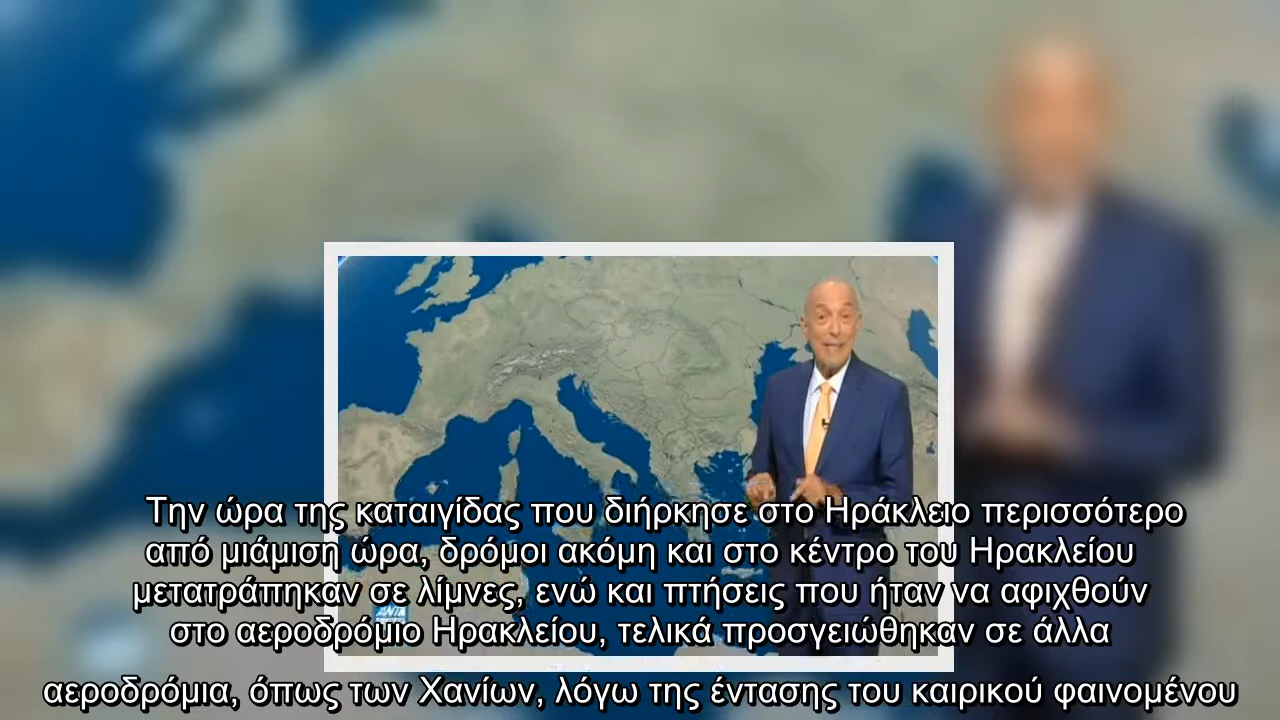 Την ώρα της καταιγίδας που διήρκησε στο Ηράκλειο περισσότερο
από μιάμιση ώρα, δρόμοι ακόμη και στο κέντρο του Ηρακλείου
μετατράπηκαν σε λίμνες, ενώ και πτήσεις που ήταν να αφιχθούν
ΑΝΤ1
στο αεροδρόμιο Ηρακλείου, τελικά προσγειώθηκαν σε άλλα
αεροδρόμια, όπως των Χανίων, λόγω της έντασης του καιρικού φαινομένου